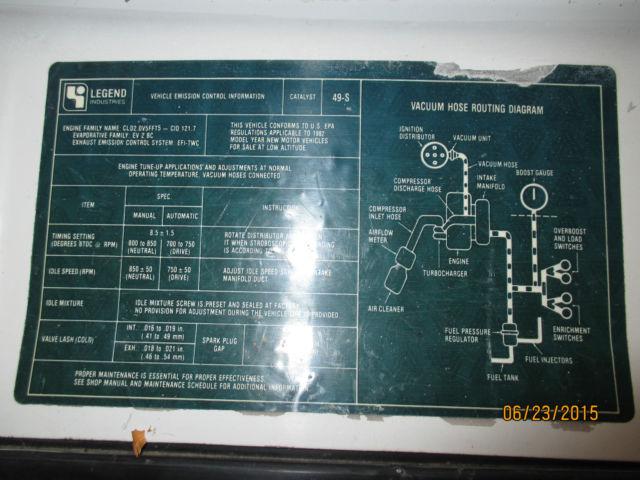 LEGEND
INDUSTRIES
VEHICLE EMISSION CONTROL INFORMATION
CATALYST
49-S
ENGINE FAMILY NAME: CLD2.0V5FFT5 – CID 121.7
EVAPORATIVE FAMILY: EV 2 BC
EXHAUST EMISSION CONTROL SYSTEM: EFI-TWC
THIS VEHICLE CONFORMS TO U.S. EPA
REGULATIONS APPLICABLE TO 1982
MODEL YEAR NEW MOTOR VEHICLES
FOR SALE AT LOW ALTITUDE.
ENGINE TUNE-UP APPLICATIONS AND ADJUSTMENTS AT NORMAL
OPERATING TEMPERATURE, VACUUM HOSES CONNECTED
ITEM
SPEC.
MANUAL
AUTOMATIC
TIMING SETTING
(DEGREES BTDC @ RPM)
8.5 ± 1.5
800 to 850
(NEUTRAL)
700 to 750
(DRIVE)
ROTATE DISTRIBUTOR
IT WHEN
IS ACCORDING
IDLE SPEED (RPM)
850 ± 50
(NEUTRAL)
750 ± 50
(DRIVE)
ADJUST IDLE SPEED
MANIFOLD DUCT.
IDLE MIXTURE
IDLE MIXTURE SCREW IS PRESET AND SEALED AT
NO PROVISION FOR ADJUSTMENT DURING THE VEHICLE PROVIDED
VALVE LASH (COLD)
INT. .016 to .019 in.
(.41 to .49 mm)
EXH. .018 to .021 in.
(.46 to .54 mm)
SPARK PLUG
GAP
PROPER MAINTENANCE IS ESSENTIAL FOR PROPER EFFECTIVENESS.
SEE SHOP MANUAL AND MAINTENANCE SCHEDULE FOR ADDITIONAL
VACUUM HOSE ROUTING DIAGRAM
IGNITION
DISTRIBUTOR
VACUUM UNIT
VACUUM HOSE
BOOST GAUGE
COMPRESSOR
DISCHARGE HOSE
INTAKE
MANIFOLD
COMPRESSOR
INLET HOSE
AIRFLOW
METER
OVERBOOST
AND LOAD
SWITCHES
ENGINE
TURBOCHARGER
AIR CLEANER
FUEL PRESSURE
REGULATOR
ENRICHMENT
SWITCHES
FUEL INJECTORS
FUEL TANK
06/23/2015